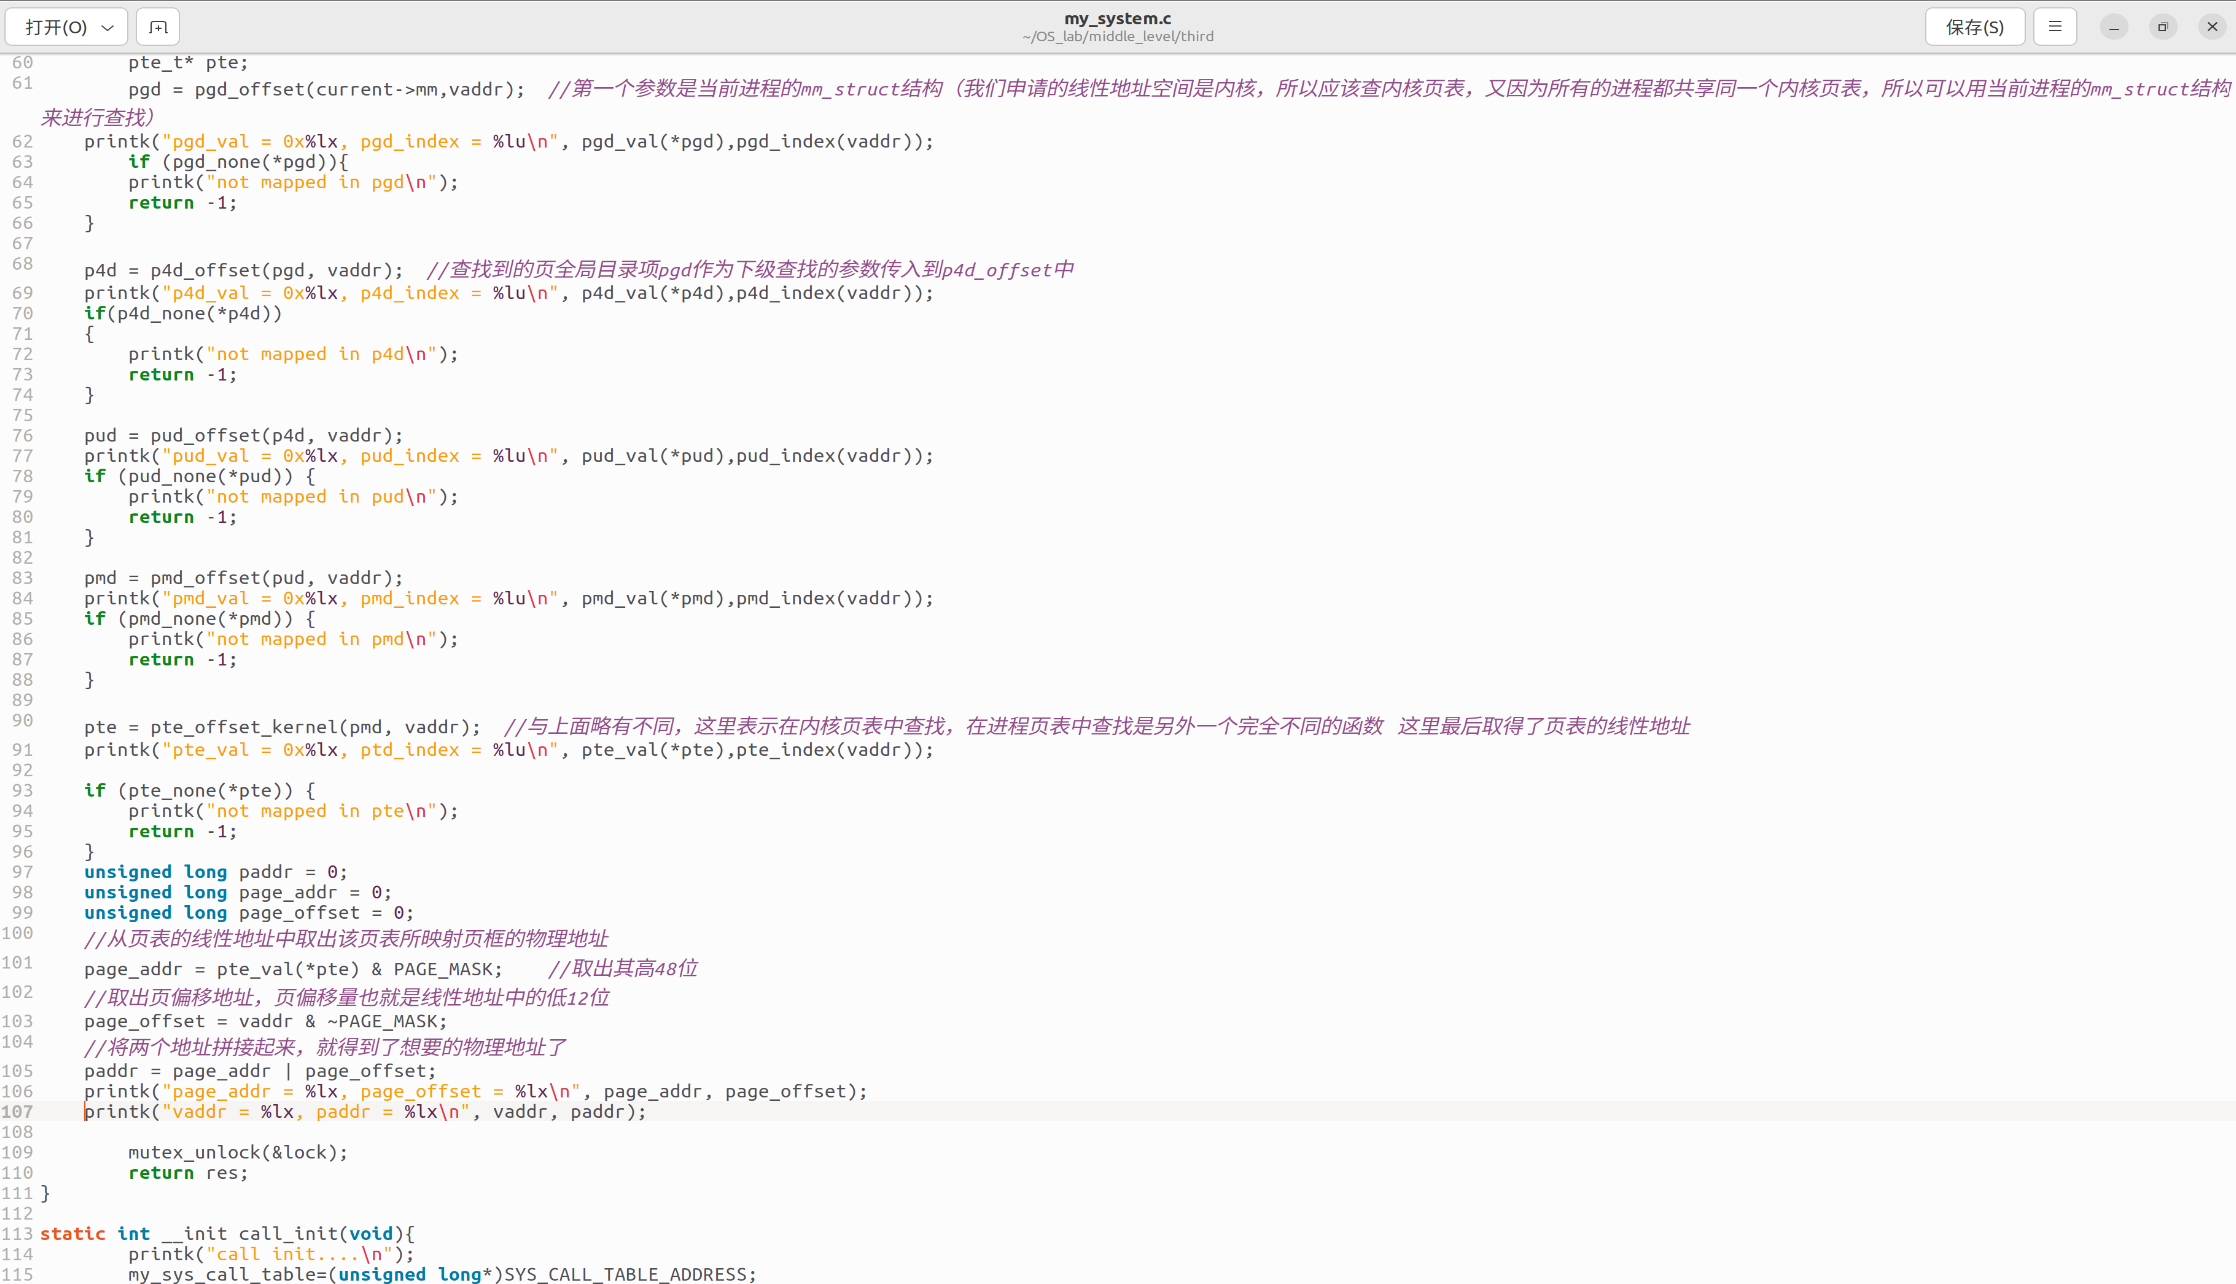 打开(O)
my_system.c
~/OS_lab/middle_level/third
保存(S)
60 pte_t* pte;
61 pgd = pgd_offset(current->mm,vaddr); //第一个参数是当前进程的mm_struct结构（我们申请的线性地址空间是内核，所以应该查内核页表，又因为所有的进程都共享同一个内核页表，所以可以用当前进程的mm_struct结构
来进行查找）
62 printk("pgd_val = 0x%lx, pgd_index = %lu\n", pgd_val(*pgd),pgd_index(vaddr));
63 if (pgd_none(*pgd)){
64 printk("not mapped in pgd\n");
65 return -1;
66 }
67
68 p4d = p4d_offset(pgd, vaddr); //查找到的页全局目录项pgd作为下级查找的参数传入到p4d_offset中
69 printk("p4d_val = 0x%lx, p4d_index = %lu\n", p4d_val(*p4d),p4d_index(vaddr));
70 if(p4d_none(*p4d))
71 {
72 printk("not mapped in p4d\n");
73 return -1;
74 }
75
76 pud = pud_offset(p4d, vaddr);
77 printk("pud_val = 0x%lx, pud_index = %lu\n", pud_val(*pud),pud_index(vaddr));
78 if (pud_none(*pud)) {
79 printk("not mapped in pud\n");
80 return -1;
81 }
82
83 pmd = pmd_offset(pud, vaddr);
84 printk("pmd_val = 0x%lx, pmd_index = %lu\n", pmd_val(*pmd),pmd_index(vaddr));
85 if (pmd_none(*pmd)) {
86 printk("not mapped in pmd\n");
87 return -1;
88 }
89
90 pte = pte_offset_kernel(pmd, vaddr); //与上面略有不同，这里表示在内核页表中查找，在进程页表中查找是另外一个完全不同的函数 这里最后取得了页表的线性地址
91 printk("pte_val = 0x%lx, ptd_index = %lu\n", pte_val(*pte),pte_index(vaddr));
92
93 if (pte_none(*pte)) {
94 printk("not mapped in pte\n");
95 return -1;
96 }
97 unsigned long paddr = 0;
98 unsigned long page_addr = 0;
99 unsigned long page_offset = 0;
100 //从页表的线性地址中取出该页表所映射页框的物理地址
101 page_addr = pte_val(*pte) & PAGE_MASK; //取出其高48位
102 //取出页偏移地址，页偏移量也就是线性地址中的低12位
103 page_offset = vaddr & ~PAGE_MASK;
104 //将两个地址拼接起来，就得到了想要的物理地址了
105 paddr = page_addr | page_offset;
106 printk("page_addr = %lx, page_offset = %lx\n", page_addr, page_offset);
107 printk("vaddr = %lx, paddr = %lx\n", vaddr, paddr);
108
109 mutex_unlock(&lock);
110 return res;
111 }
112
113 static int __init call_init(void){
114 printk("call init....\n");
115 my_sys_call_table=(unsigned long*)SYS_CALL_TABLE_ADDRESS;